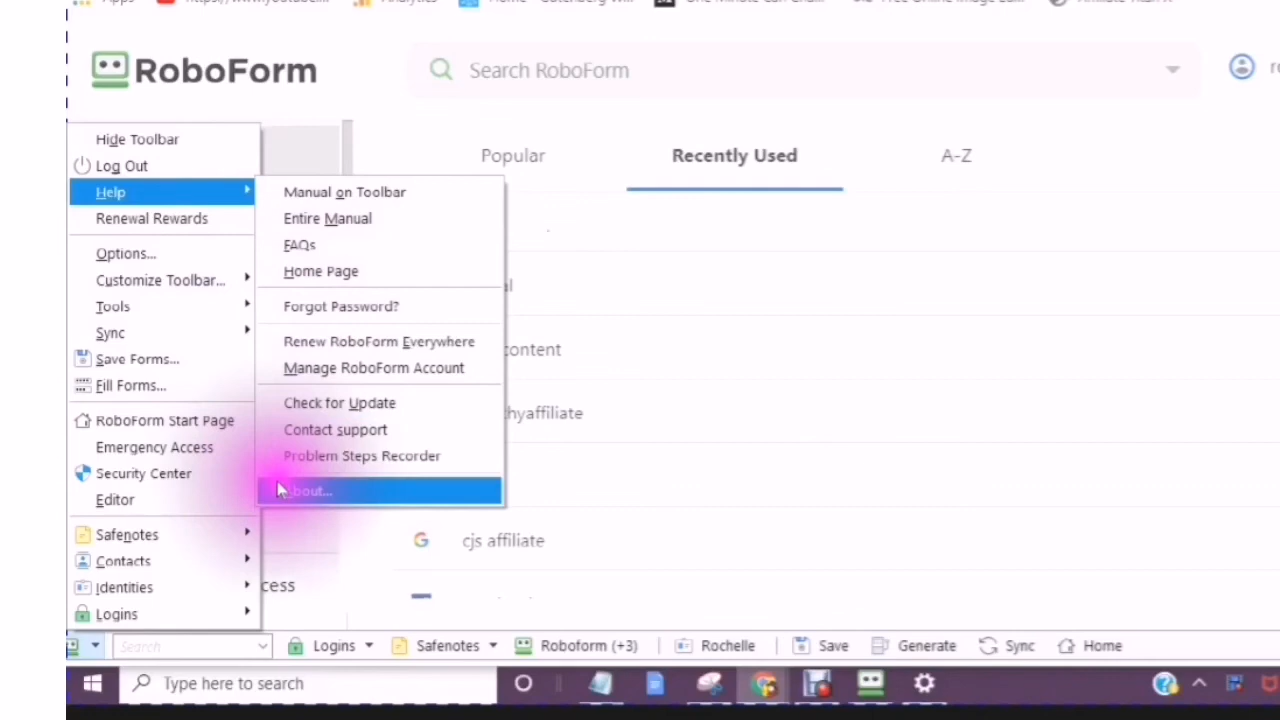 Apps
RoboForm
Search RoboForm
Hide Toolbar
Log Out
Help
Renewal Rewards
Options...
Customize Toolbar...
Tools
Sync
Save Forms...
Fill Forms...
RoboForm Start Page
Emergency Access
Security Center
Editor
Safenotes
Contacts
Identities
Logins
Manual on Toolbar
Entire Manual
FAQs
Home Page
Forgot Password?
Renew RoboForm Everywhere
Manage RoboForm Account
Check for Update
Contact support
Problem Steps Recorder
About...
Popular Recently Used A-Z
content
hyaffiliate
cjs affiliate
cess
Search Logins Safenotes Roboform (+3) Rochelle Save Generate Sync Home
Type here to search